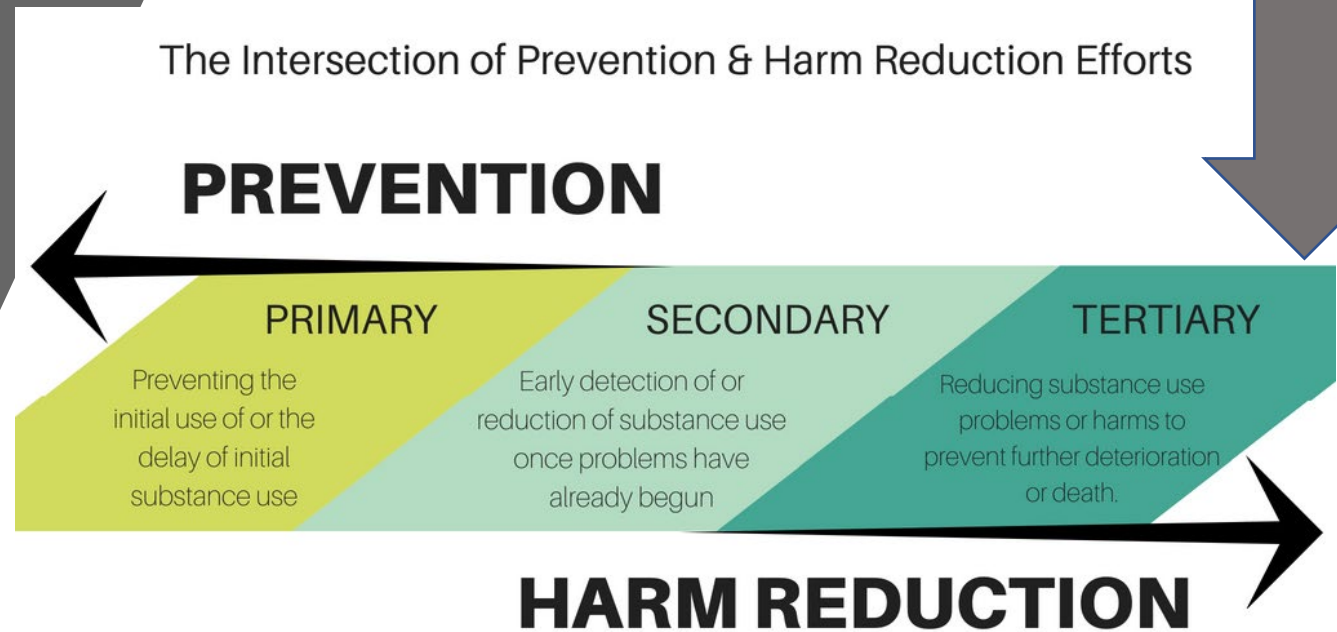 The Intersection of Prevention & Harm Reduction Efforts
PREVENTION
PRIMARY
Preventing the
initial use of or the
delay of initial
substance use
SECONDARY
Early detection of or
reduction of substance use
once problems have
already begun
TERTIARY
Reducing substance use
problems or harms to
prevent further deterioration
or death.
HARM REDUCTION